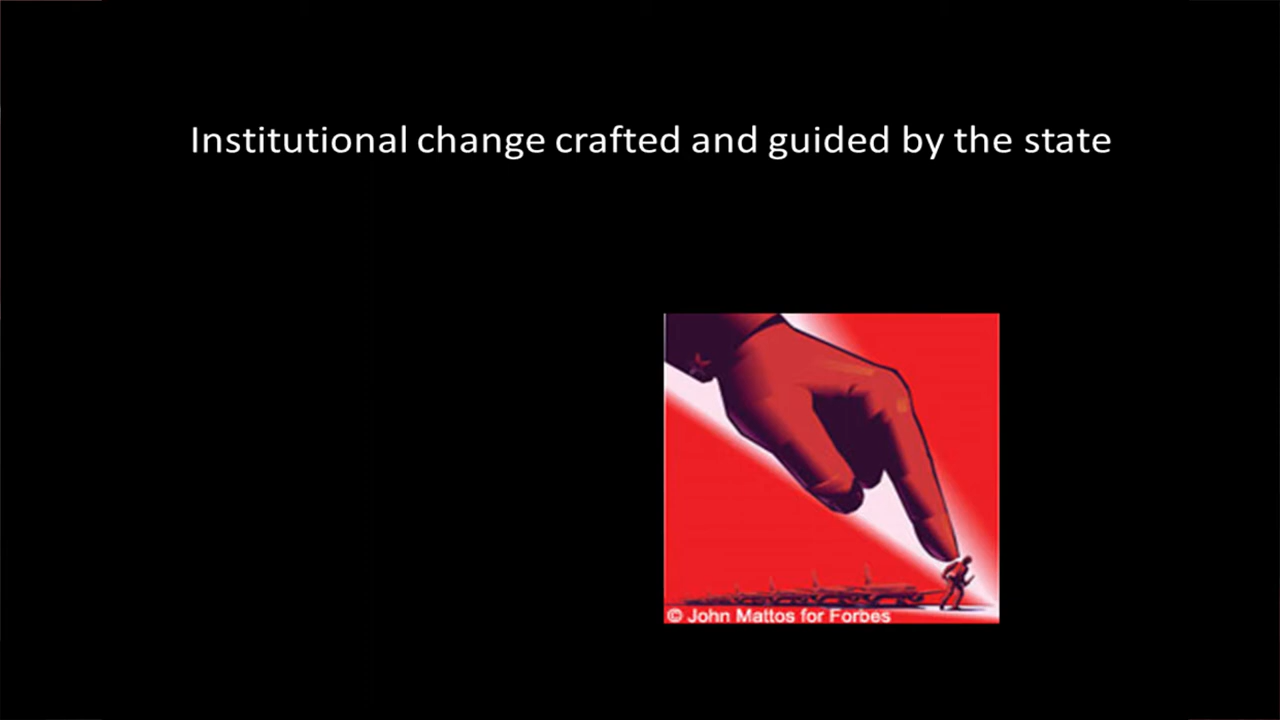 Institutional change crafted and guided by the state
© John Mattos for Forbes